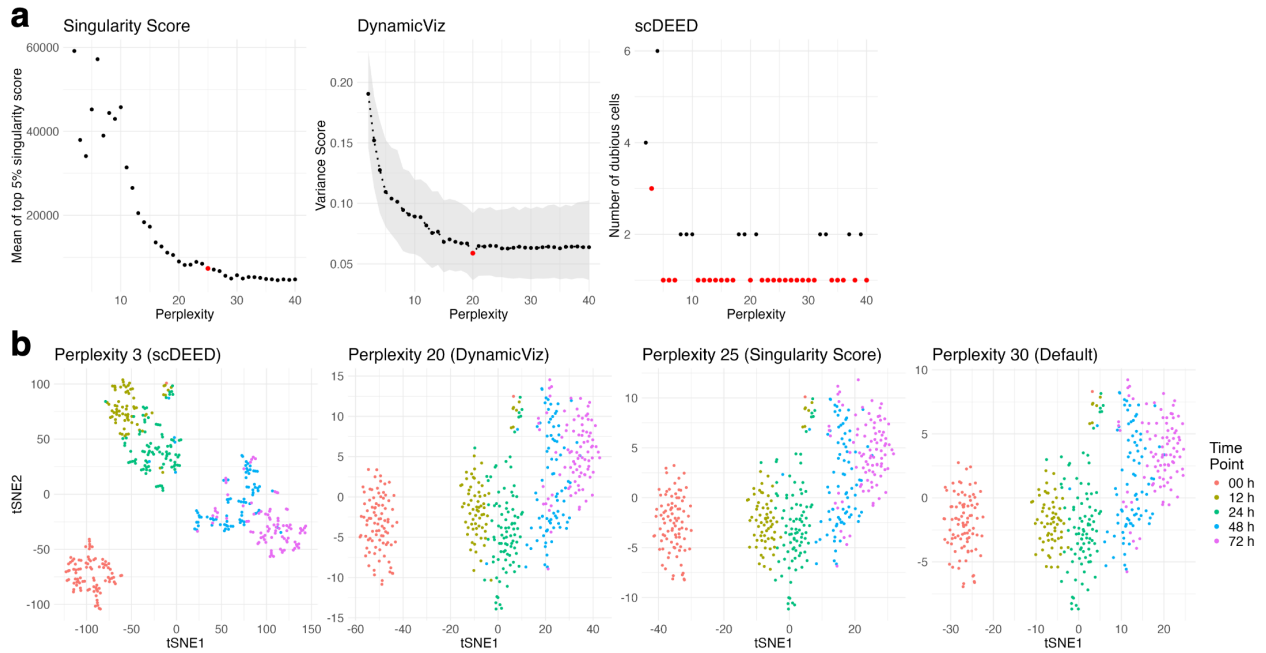 a
Singularity Score
DynamicViz
scDEED
Mean of top 5% singularity score
60000
40000
20000
10
20
30
40
Perplexity
Variance Score
0.20
0.15
0.10
0.05
10
20
30
40
Perplexity
Number of dubious cells
6
4
2
10
20
30
40
Perplexity
b
Perplexity 3 (scDEED)
Perplexity 20 (DynamicViz)
Perplexity 25 (Singularity Score)
Perplexity 30 (Default)
tSNE2
100
50
0
-50
-100
-100
-50
0
50
100
150
tSNE1
15
10
5
0
-5
-10
-15
-60
-40
-20
0
20
40
tSNE1
10
5
0
-5
-10
-40
-20
0
20
tSNE1
10
5
0
-5
-30
-20
-10
0
10
20
tSNE1
Time
Point
00 h
12 h
24 h
48 h
72 h